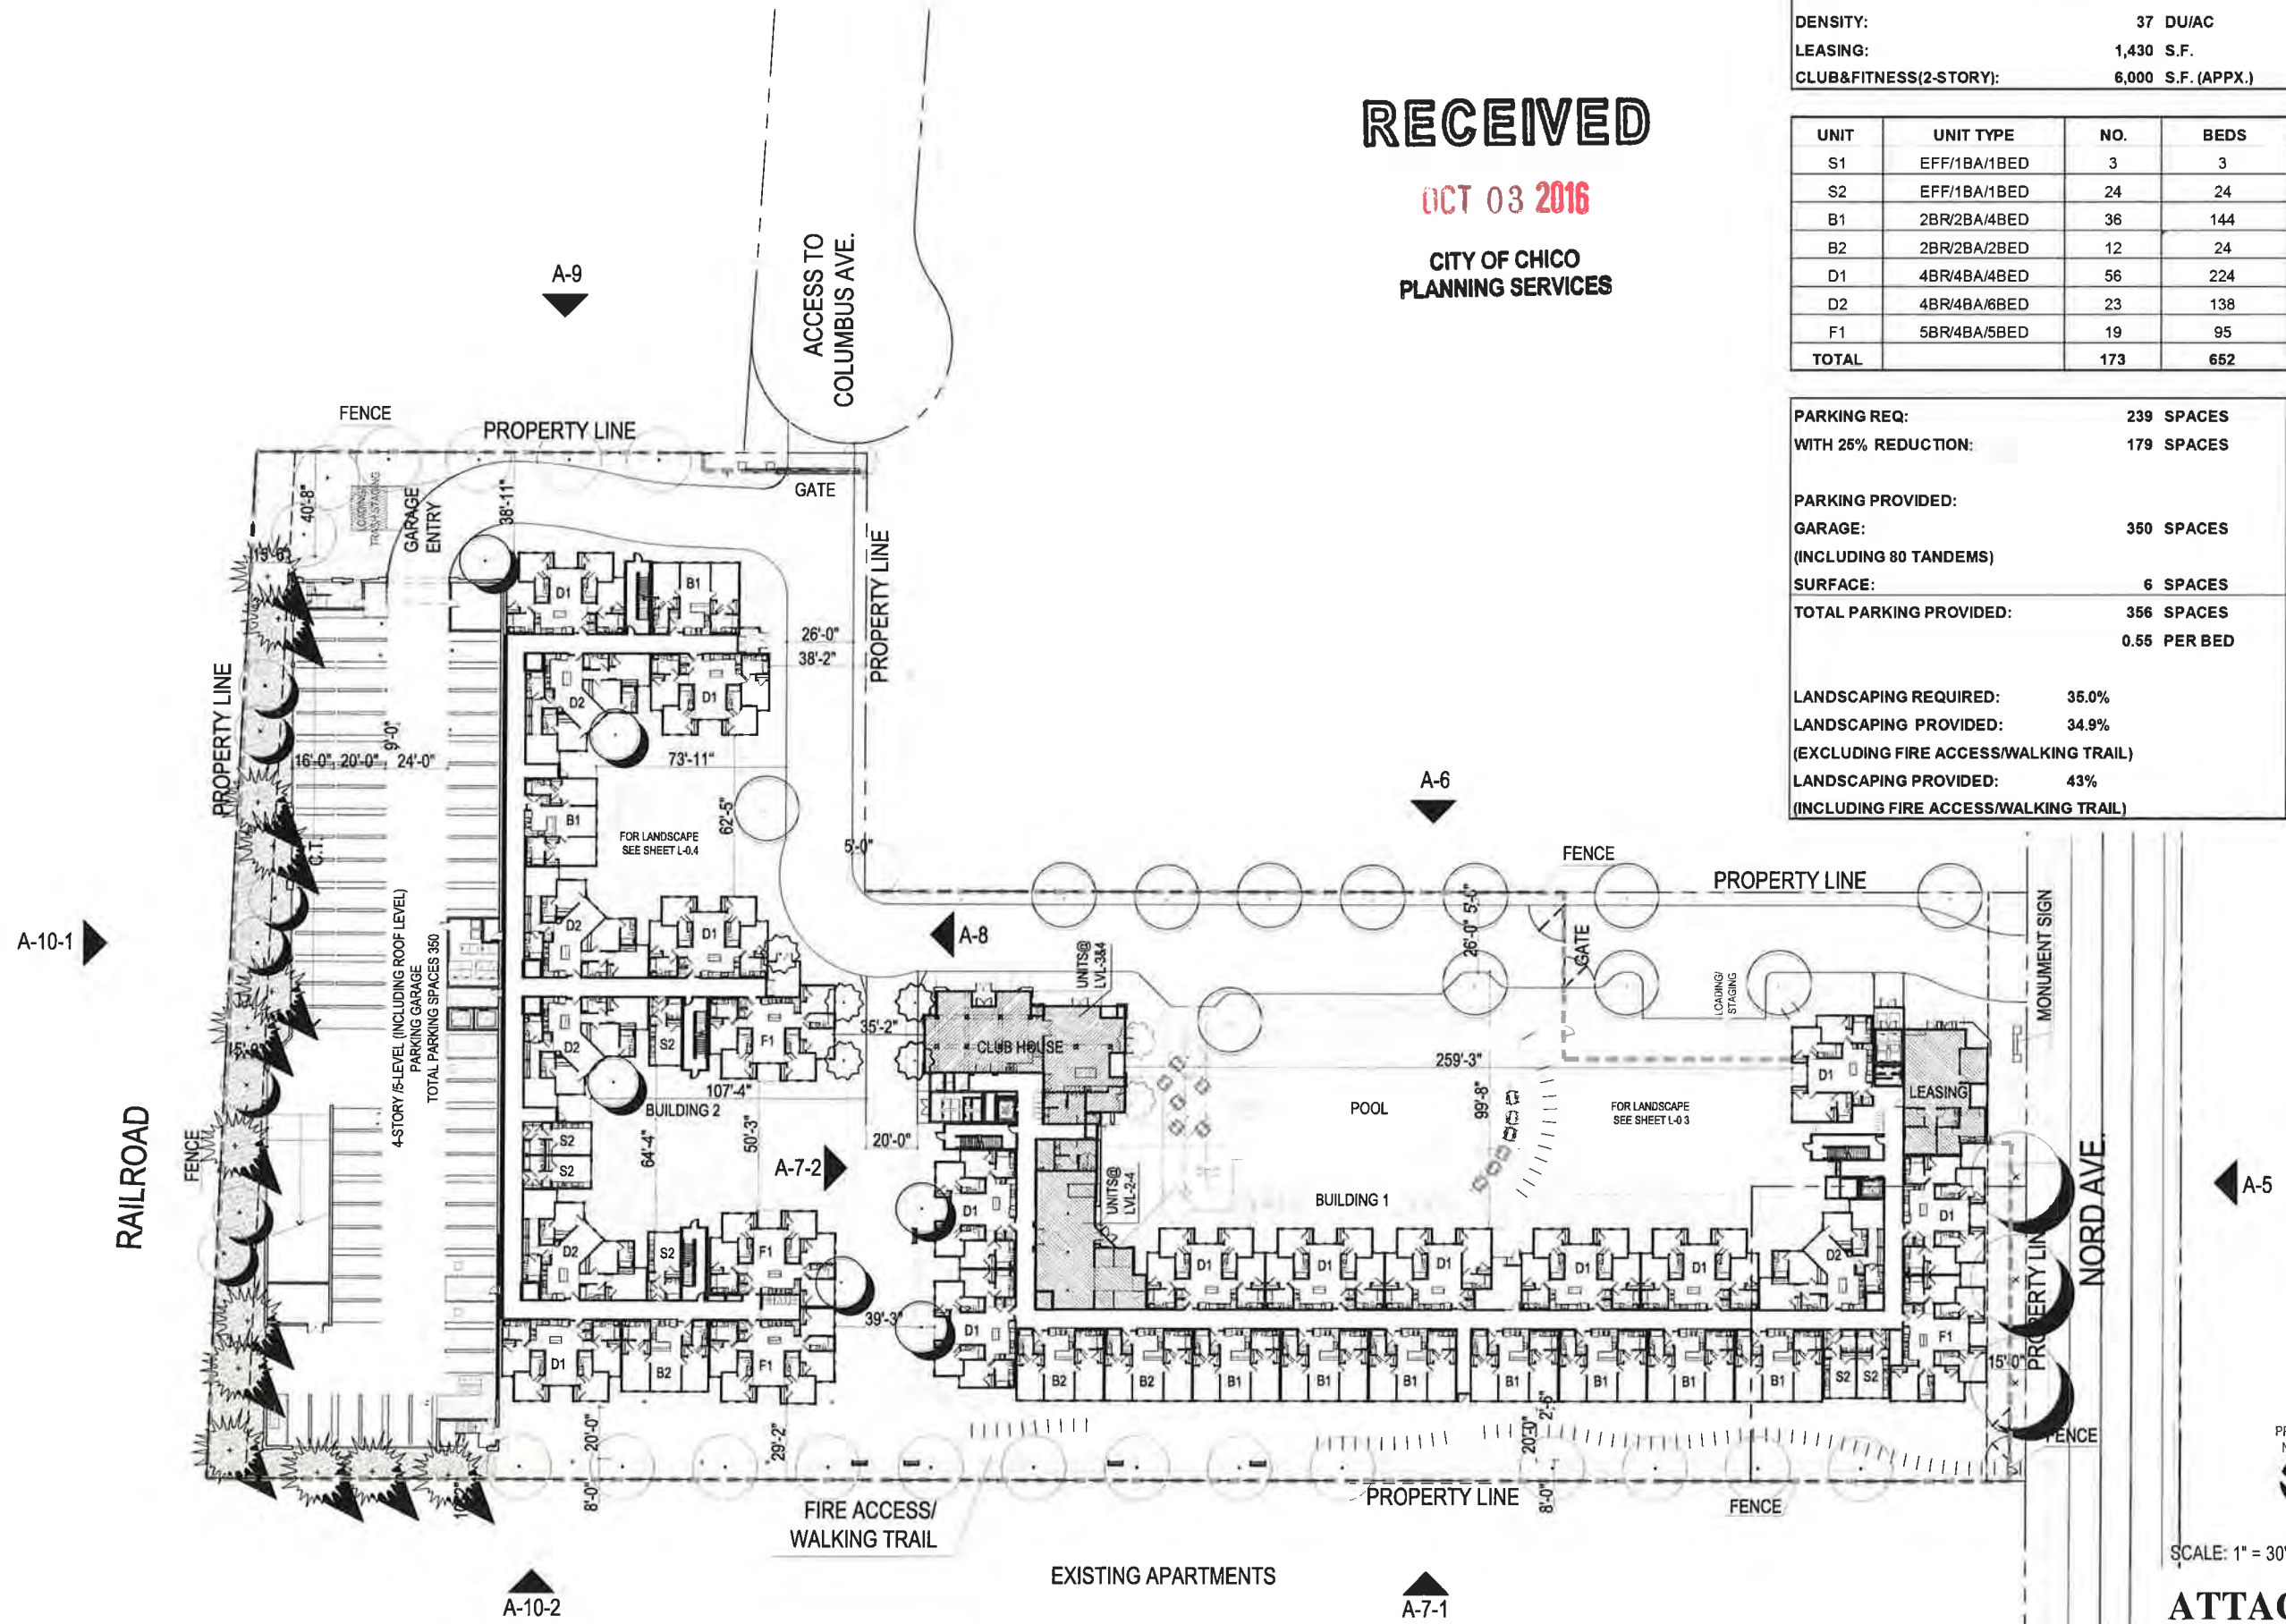 DENSITY: 37 DU/AC
LEASING: 1,430 S.F.
CLUB&FITNESS(2-STORY): 6,000 S.F. (APPX.)
RECEIVED
OCT 03 2016
CITY OF CHICO
PLANNING SERVICES
UNIT UNIT TYPE NO. BEDS
S1 EFF/1BA/1BED 3 3
S2 EFF/1BA/1BED 24 24
B1 2BR/2BA/4BED 36 144
B2 2BR/2BA/2BED 12 24
D1 4BR/4BA/4BED 56 224
D2 4BR/4BA/6BED 23 138
F1 5BR/4BA/5BED 19 95
TOTAL 173 652
PARKING REQ: 239 SPACES
WITH 25% REDUCTION: 179 SPACES
PARKING PROVIDED:
GARAGE: 350 SPACES
(INCLUDING 80 TANDEMS)
SURFACE: 6 SPACES
TOTAL PARKING PROVIDED: 356 SPACES
0.55 PER BED
LANDSCAPING REQUIRED: 35.0%
LANDSCAPING PROVIDED: 34.9%
(EXCLUDING FIRE ACCESS/WALKING TRAIL)
LANDSCAPING PROVIDED: 43%
(INCLUDING FIRE ACCESS/WALKING TRAIL)
A-9
ACCESS TO
COLUMBUS AVE.
FENCE
PROPERTY LINE
GATE
40'-8"
LOADING/
TRASH STAGING
GARAGE
ENTRY
38'-11"
PROPERTY LINE
D1
B1
26'-0"
38'-2"
D2
D1
PROPERTY LINE
9'-0"
16'-0"
20'-0"
24'-0"
73'-11"
62'-5"
B1
FOR LANDSCAPE
SEE SHEET L-0.4
5'-0"
C.T.
A-6
FENCE
PROPERTY LINE
4-STORY /5-LEVEL (INCLUDING ROOF LEVEL)
PARKING GARAGE
TOTAL PARKING SPACES 350
D2
D1
A-10-1
A-8
UNITS@
LVL-3&4
26'-0"
GATE
LOADING/
STAGING
MONUMENT SIGN
D2
S2
F1
35'-2"
CLUB HOUSE
259'-3"
D1
LEASING
107'-4"
BUILDING 2
POOL
99'-8"
FOR LANDSCAPE
SEE SHEET L-0 3
RAILROAD
FENCE
S2
S2
64'-4"
50'-3"
20'-0"
A-7-2
UNITS@
LVL-2-4
BUILDING 1
NORD AVE.
A-5
D1
D1
D2
S2
F1
D1
D1
D1
D1
D1
D2
PROPERTY LINE
39'-3"
D1
F1
15'-0"
D1
B2
F1
B2
B2
B1
B1
B1
B1
B1
B1
B1
S2
S2
8'-0"
20'-0"
29'-2"
20'-0"
2'-6"
8'-0"
FENCE
PROPERTY LINE
FENCE
FIRE ACCESS/
WALKING TRAIL
EXISTING APARTMENTS
A-10-2
A-7-1
SCALE: 1" = 30'